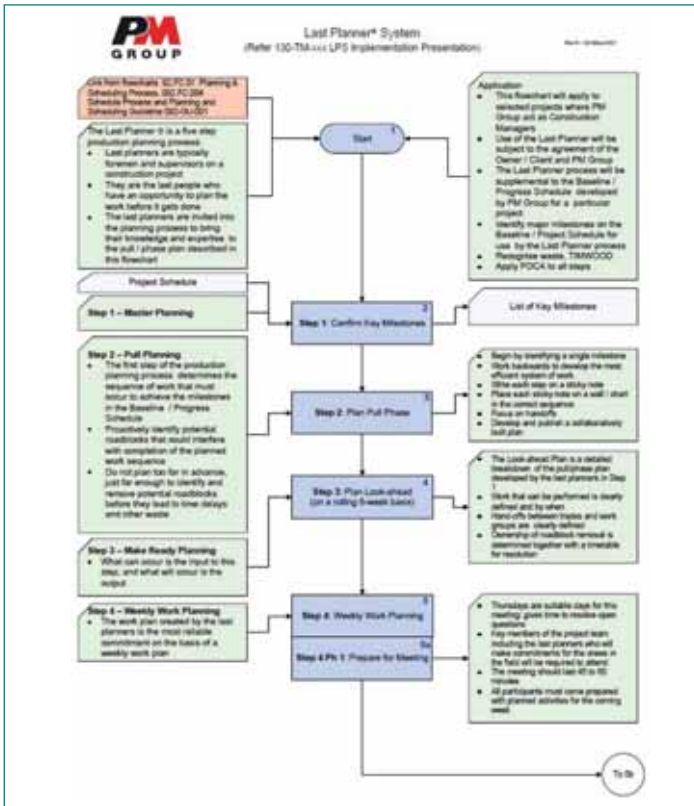 PM
GROUP
Last Planner® System
(Refer 130-TM-xxx LPS Implementation Presentation)
Link from flowcharts
Planning &
Scheduling Process,
Schedule Process and Planning and
Scheduling Guideline
The Last Planner ® is a five step
production planning process:
Last planners are typically
foremen and supervisors on a
construction project
They are the last people who
have an opportunity to plan the
work before it gets done
The last planners are invited into
the planning process to bring
their knowledge and expertise to
the pull / phase plan described in
this flowchart
1
Start
Application
• This flowchart will apply to
selected projects where PM
Group act as Construction
Managers
• Use of the Last Planner will be
subject to the agreement of the
Owner / Client and PM Group
• The Last Planner process will be
supplemental to the Baseline /
Progress Schedule developed
by PM Group for a particular
project
• Identify major milestones on the
Baseline / Project Schedule for
use by the Last Planner process
• Recognise waste, TIMWOOD
• Apply PDCA to all steps
Project Schedule
Step 1 – Master Planning
2
Step 1: Confirm Key Milestones
List of Key Milestones
Step 2 – Pull Planning
• The first step of the production
planning process determines the
sequence of work that must
occur to achieve the milestones
in the Baseline / Progress
Schedule
• Proactively identify potential
roadblocks that could interfere
with completion of the planned
work sequence
• Do not plan too far in advance,
just far enough to identify and
remove potential roadblocks
before they lead to time delays
and other waste
3
Step 2: Plan Pull Phase
• Begin by identifying a single milestone
• Work backwards to develop the most
efficient system of work
• Write each step on a sticky note
• Place each sticky note on a wall / chart
in the correct sequence
• Focus on handoffs
• Develop and publish a collaboratively
built plan
4
Step 3: Plan Look-ahead
(on a rolling 6-week basis)
• The Look-ahead Plan is a detailed
breakdown of the pull/phase plan
developed by the last planners in Step
1
• Work that can be performed is clearly
defined and by when
• Hand-offs between trades and work
groups are clearly defined
• Ownership of roadblock removal is
determined together with a timetable
for resolution
Step 3 – Make Ready Planning
• What can occur is the input to this
step, and what will occur is the
output
Step 4 – Weekly Work Planning
• The work plan created by the last
planners is the most reliable
commitment on the basis of a
weekly work plan
5
Step 4: Weekly Work Planning
5a
Step 4 Ph 1: Prepare for Meeting
• Thursdays are suitable days for this
meeting; gives time to resolve open
questions
• Key members of the project team
including the last planners who will
make commitments for the areas in
the field will be required to attend
• The meeting should last 45 to 60
minutes
• All participants must come prepared
with planned activities for the coming
week
To 5b